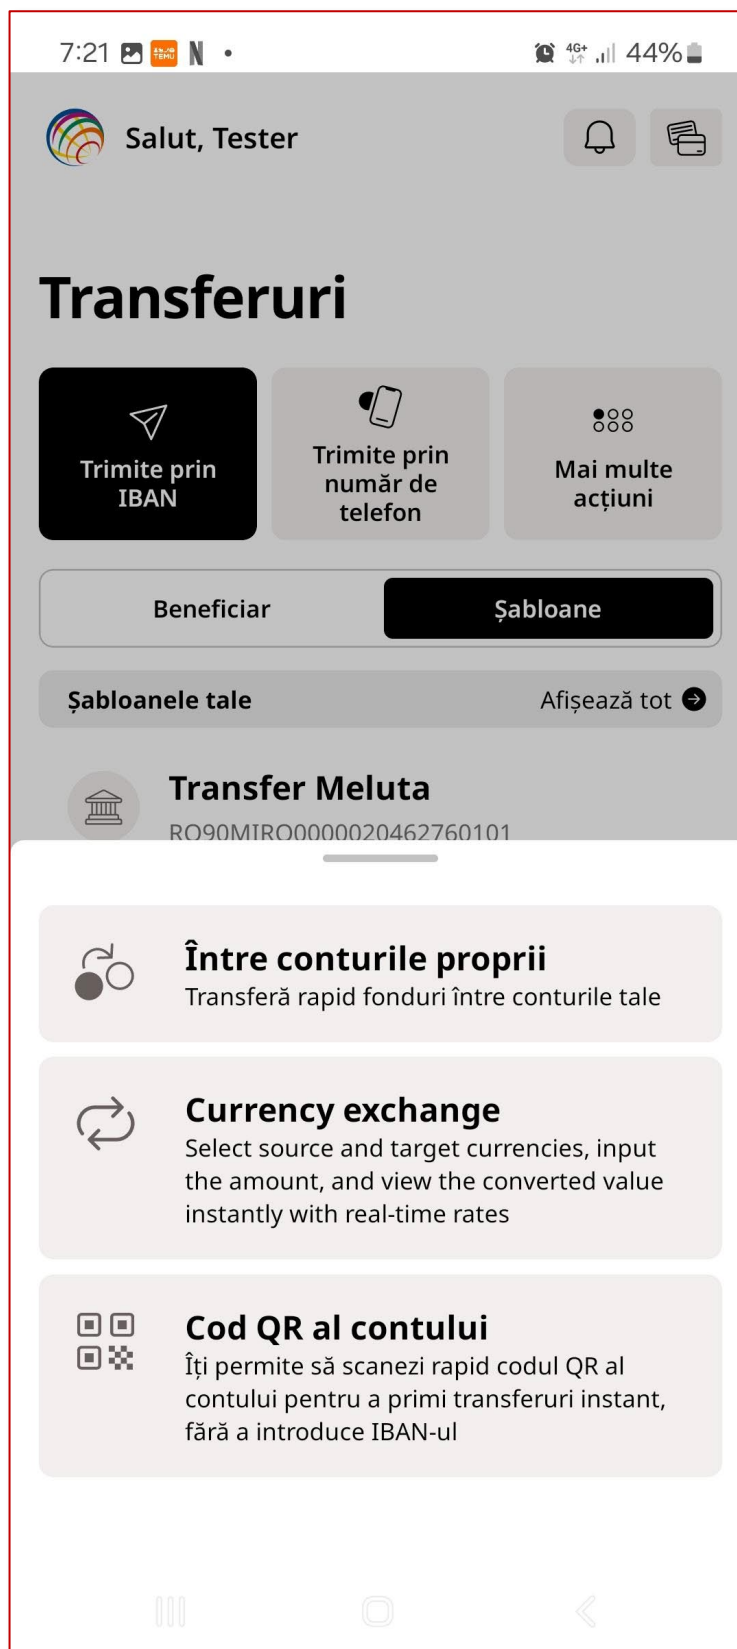 7:21
TEMU
N
4G+
44%
Salut, Tester
Transferuri
Trimite prin
IBAN
Trimite prin
număr de
telefon
Mai multe
acțiuni
Beneficiar
Șabloane
Șabloanele tale
Afișează tot
Transfer Meluta
RO90MIRO0000020462760101
Între conturile proprii
Transferă rapid fonduri între conturile tale
Currency exchange
Select source and target currencies, input
the amount, and view the converted value
instantly with real-time rates
Cod QR al contului
Îți permite să scanezi rapid codul QR al
contului pentru a primi transferuri instant,
fără a introduce IBAN-ul